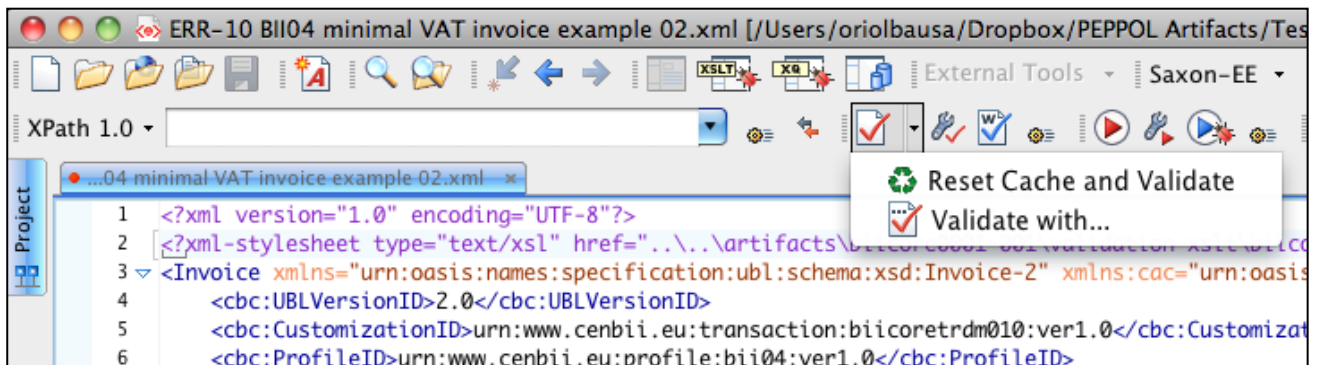 ERR-10 BII04 minimal VAT invoice example 02.xml [/Users/oriolbausa/Dropbox/PEPPOL Artifacts/Tes
XSLT XQ External Tools Saxon-EE
XPath 1.0
Reset Cache and Validate
Validate with...
Project
...04 minimal VAT invoice example 02.xml
1 <?xml version="1.0" encoding="UTF-8"?>
2 <?xml-stylesheet type="text/xsl" href="..\..\artifacts\
3 <Invoice xmlns="urn:oasis:names:specification:ubl:schema:xsd:Invoice-2" xmlns:cac="urn:oasis
4 <cbc:UBLVersionID>2.0</cbc:UBLVersionID>
5 <cbc:CustomizationID>urn:www.cenbii.eu:transaction:biicoretrdm010:ver1.0</cbc:Customizat
6 <cbc:ProfileID>urn:www.cenbii.eu:profile:bii04:ver1.0</cbc:ProfileID>